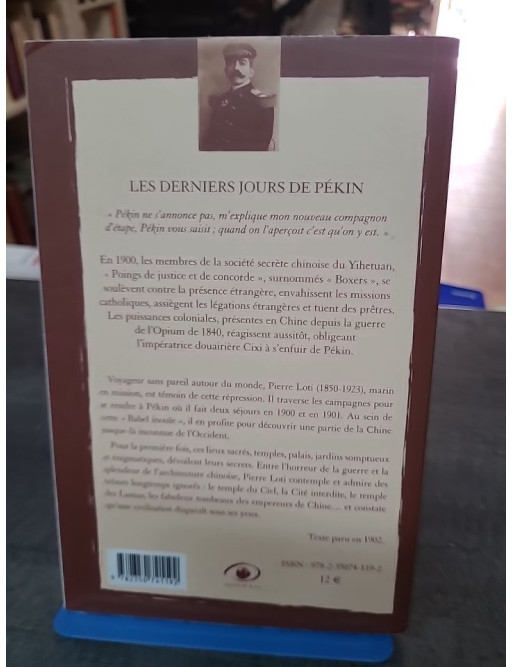 LES DERNIERS JOURS DE PÉKIN
« Pékin ne s'annonce pas, m'explique mon nouveau compagnon
d'étape, Pékin vous saisit ; quand on l'aperçoit c'est qu'on y est. »
En 1900, les membres de la société secrète chinoise du Yihetuan,
« Poings de justice et de concorde », surnommés « Boxers », se
soulèvent contre la présence étrangère, envahissent les missions
catholiques, assiègent les légations étrangères et tuent des prêtres.
Les puissances coloniales, présentes en Chine depuis la guerre
de l'Opium de 1840, réagissent aussitôt, obligeant
l'impératrice douairière Cixi à s'enfuir de Pékin.
Voyageur sans pareil autour du monde, Pierre Loti (1850-1923), marin
en mission, est témoin de cette répression. Il traverse les campagnes pour
se rendre à Pékin où il fait deux séjours en 1900 et en 1901. Au sein de
cette « Babel inouïe », il en profite pour découvrir une partie de la Chine
jusque-là inconnue de l'Occident.
Pour la première fois, ces lieux sacrés, temples, palais, jardins somptueux
et énigmatiques, dévoilent leurs secrets. Entre l'horreur de la guerre et la
splendeur de l'architecture chinoise, Pierre Loti contemple et admire des
trésors longtemps ignorés : le temple du Ciel, la Cité interdite, le temple
des Lamas, les fabuleux tombeaux des empereurs de Chine... et constate
qu'une civilisation disparaît sous ses yeux.
Texte paru en 1902.
ISBN : 978-2-35074-119-2
12 €
9 782350 741192